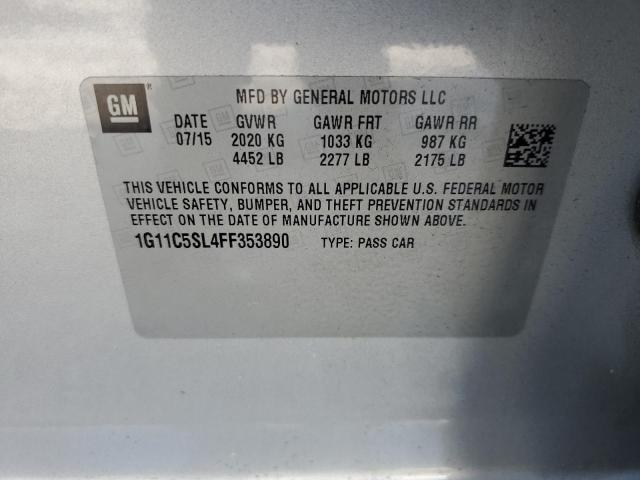 GM
®
MFD BY GENERAL MOTORS LLC
DATE GVWR GAWR FRT GAWR RR
07/15 2020 KG 1033 KG 987 KG
4452 LB 2277 LB 2175 LB
THIS VEHICLE CONFORMS TO ALL APPLICABLE U.S. FEDERAL MOTOR
VEHICLE SAFETY, BUMPER, AND THEFT PREVENTION STANDARDS IN
EFFECT ON THE DATE OF MANUFACTURE SHOWN ABOVE.
1G11C5SL4FF353890 TYPE: PASS CAR